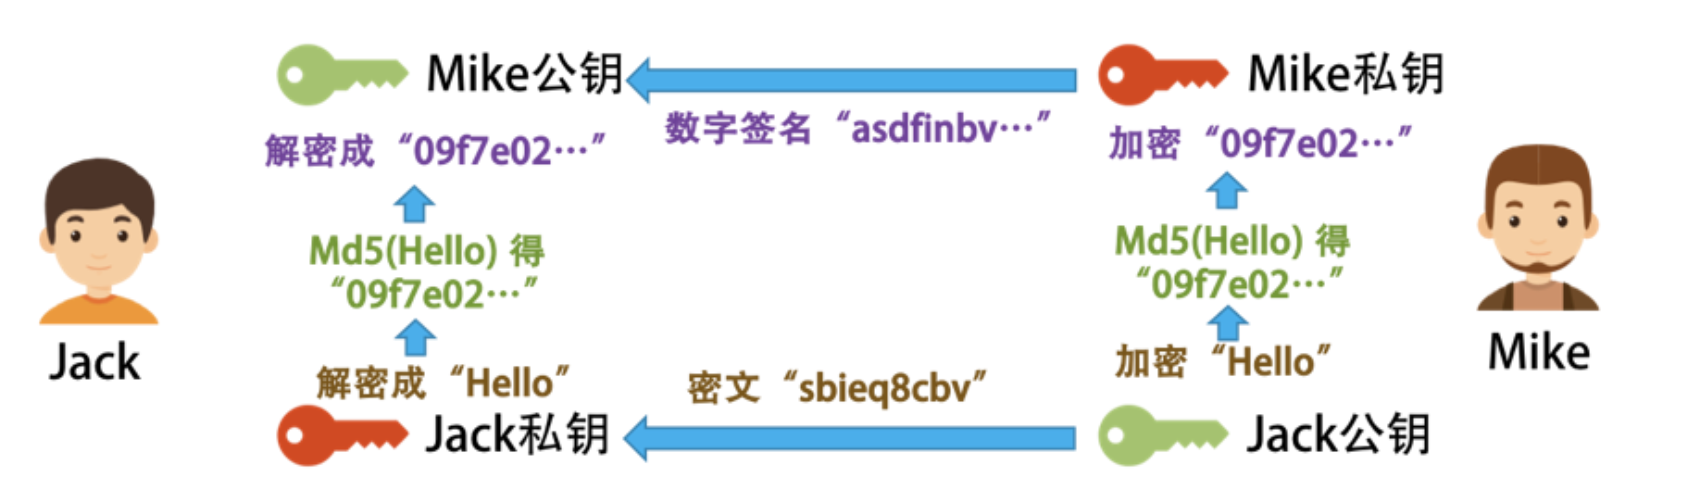 Mike公钥
Mike私钥
数字签名“asdfinbv…”
解密成“09f7e02…”
加密“09f7e02…”
Md5(Hello) 得
“09f7e02…”
Md5(Hello) 得
“09f7e02…”
Jack
Mike
解密成“Hello”
密文“sbieq8cbv”
加密“Hello”
Jack私钥
Jack公钥